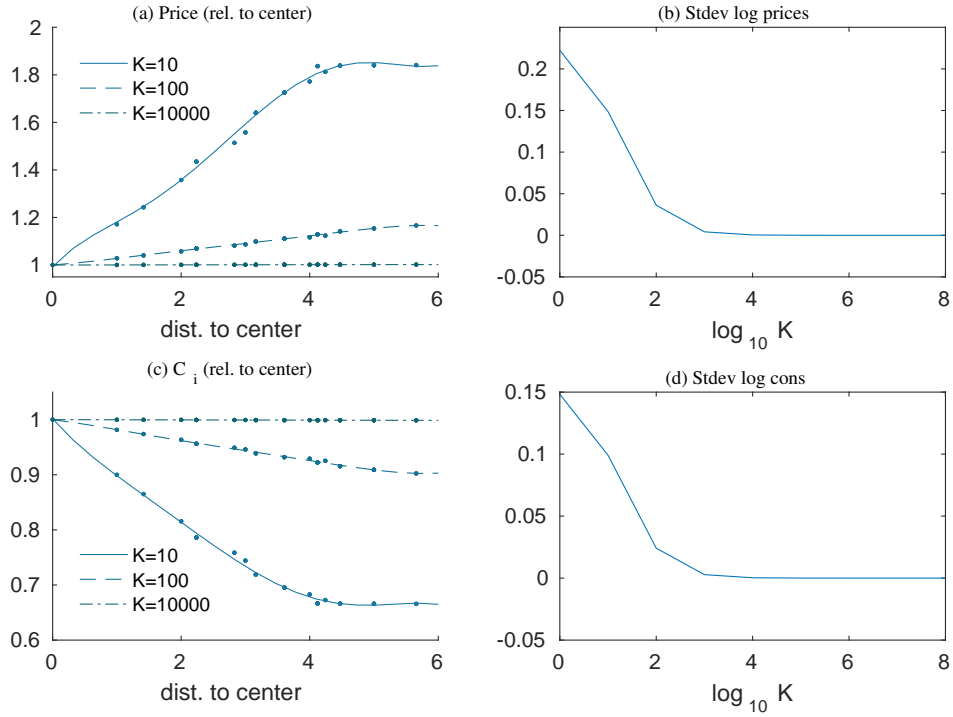 (a) Price (rel. to center)
2
1.8
1.6
1.4
1.2
1
K=10
K=100
K=10000
0 2 4 6
dist. to center
(b) Stdev log prices
0.2
0.15
0.1
0.05
0
-0.05
0 2 4 6 8
log 10 K
(c) C i (rel. to center)
1
0.9
0.8
0.7
0.6
K=10
K=100
K=10000
0 2 4 6
dist. to center
(d) Stdev log cons
0.15
0.1
0.05
0
-0.05
0 2 4 6 8
log 10 K